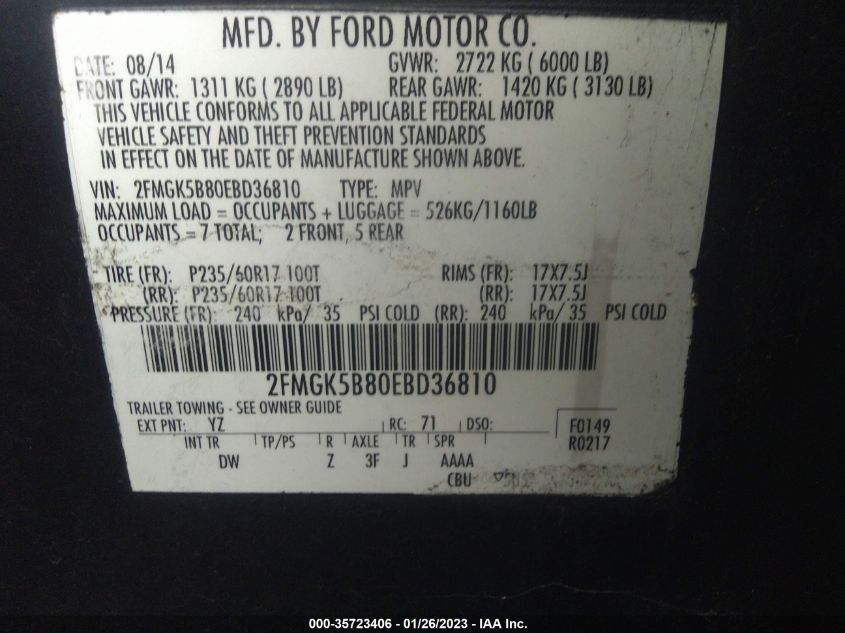 MFD. BY FORD MOTOR CO.
DATE: 08/14 GVWR: 2722 KG ( 6000 LB)
FRONT GAWR: 1311 KG ( 2890 LB) REAR GAWR: 1420 KG ( 3130 LB)
THIS VEHICLE CONFORMS TO ALL APPLICABLE FEDERAL MOTOR
VEHICLE SAFETY AND THEFT PREVENTION STANDARDS
IN EFFECT ON THE DATE OF MANUFACTURE SHOWN ABOVE.
VIN: 2FMGK5B80EBD36810 TYPE: MPV
MAXIMUM LOAD = OCCUPANTS + LUGGAGE = 526KG/1160LB
OCCUPANTS = 7 TOTAL; 2 FRONT, 5 REAR
TIRE (FR): P235/60R17 100T RIMS (FR): 17X7.5J
(RR): P235/60R17 100T (RR): 17X7.5J
PRESSURE (FR): 240 kPa/ 35 PSI COLD (RR): 240 kPa/ 35 PSI COLD
2FMGK5B80EBD36810
TRAILER TOWING - SEE OWNER GUIDE
EXT PNT: YZ RC: 71 DSO: F0149
INT TR TP/PS R AXLE TR SPR R0217
DW Z 3F J AAAA
CBU
000-35723406 / 01/26/2023 - IAA Inc.